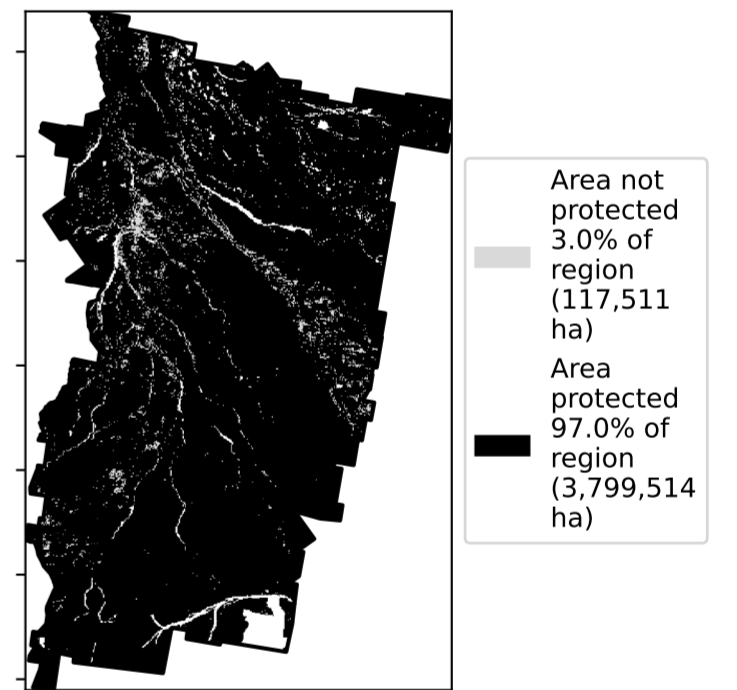 Area not
protected
3.0% of
region
(117,511
ha)
Area
protected
97.0% of
region
(3,799,514
ha)